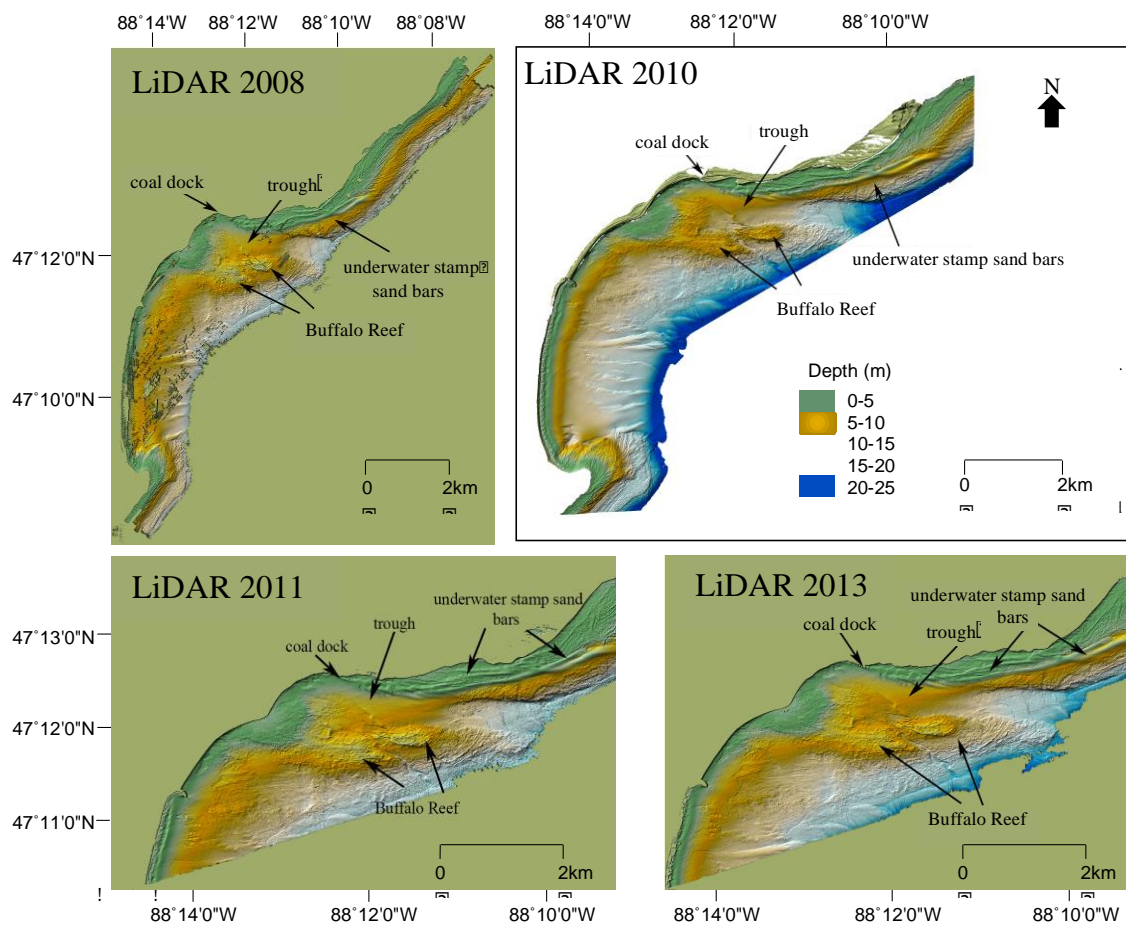 88°14"W
88°12"W
88°10"W
88°08"W
LiDAR 2008
coal dock
trough
47°12'0"N
underwater stamp
sand bars
Buffalo Reef
47°10'0"N
0
2km
88°14'0"W
88°12'0"W
88°10'0"W
LiDAR 2010
N
trough
coal dock
underwater stamp sand bars
Buffalo Reef
Depth (m)
0-5
5-10
10-15
15-20
20-25
0
2km
LiDAR 2011
underwater stamp sand
bars
47°13'0"N
trough
coal dock
47°12'0"N
47°11'0"N
Buffalo Reef
0
2km
88°14'0"W
88°12'0"W
88°10'0"W
LiDAR 2013
underwater stamp sand
bars
coal dock
trough
Buffalo Reef
0
2km
88°14'0"W
88°12'0"W
88°10'0"W